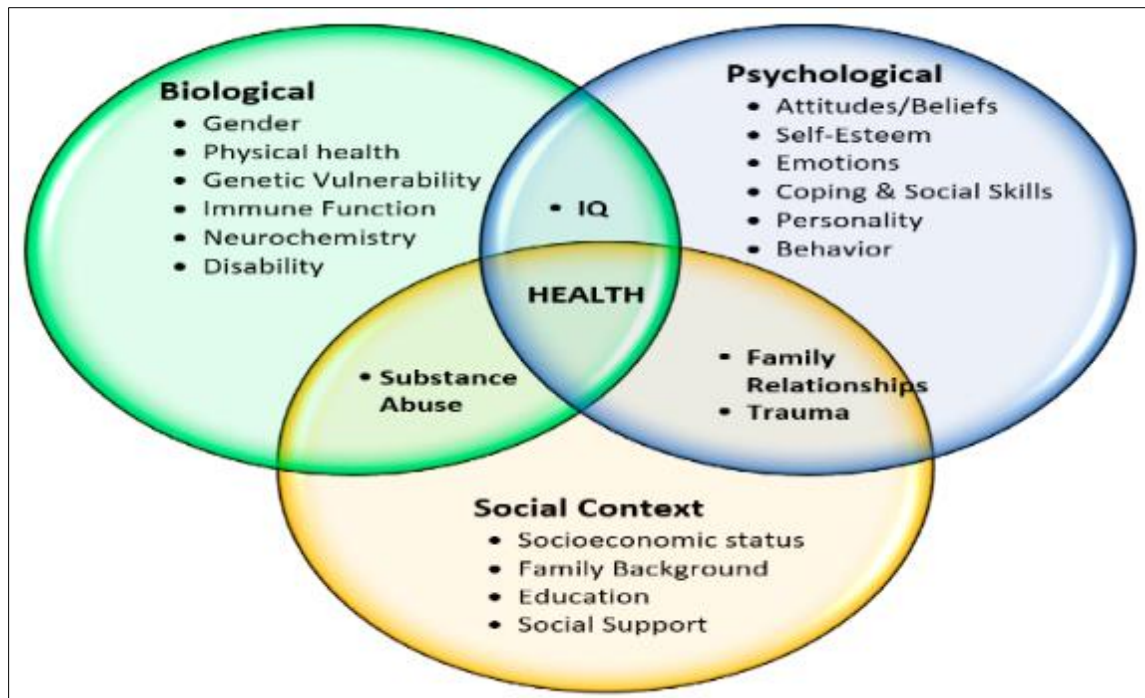 Biological
• Gender
• Physical health
• Genetic Vulnerability
• Immune Function
• Neurochemistry
• Disability
Psychological
• Attitudes/Beliefs
• Self-Esteem
• Emotions
• Coping & Social Skills
• Personality
• Behavior
• IQ
HEALTH
• Substance
Abuse
• Family
Relationships
• Trauma
Social Context
• Socioeconomic status
• Family Background
• Education
• Social Support